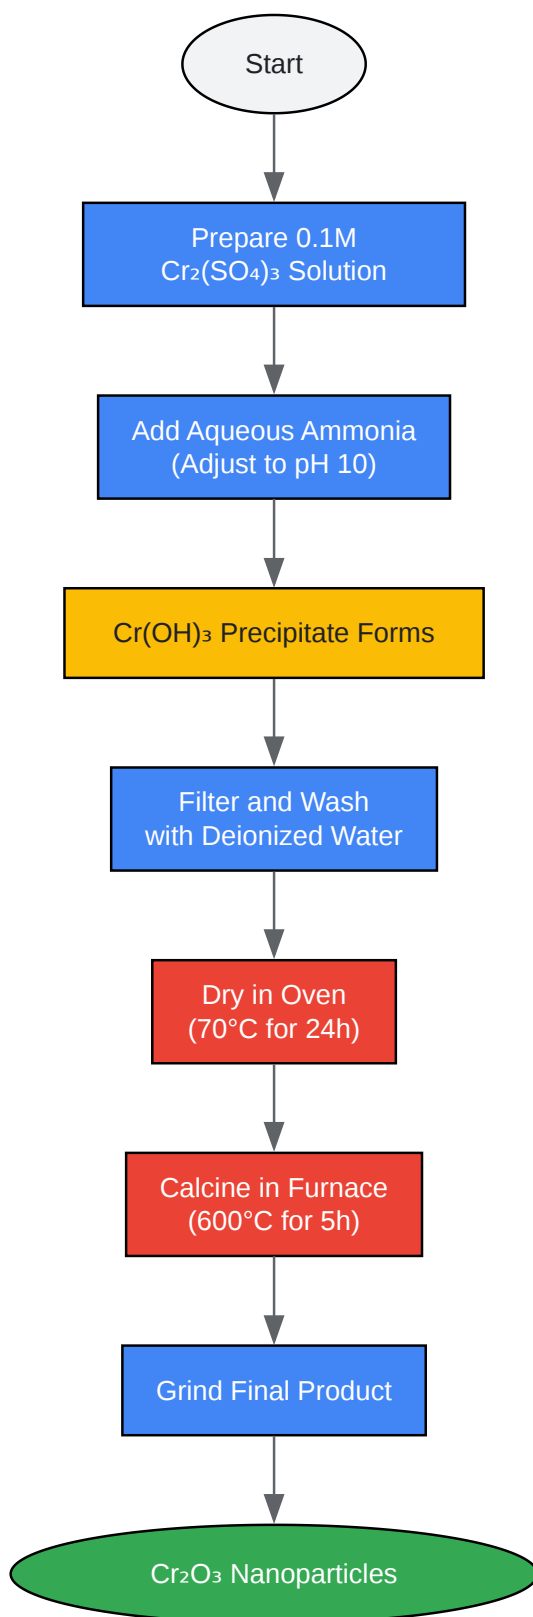 Start
Prepare 0.1M
Cr₂(SO₄)₃ Solution
Add Aqueous Ammonia
(Adjust to pH 10)
Cr(OH)₃ Precipitate Forms
Filter and Wash
with Deionized Water
Dry in Oven
(70°C for 24h)
Calcine in Furnace
(600°C for 5h)
Grind Final Product
Cr₂O₃ Nanoparticles